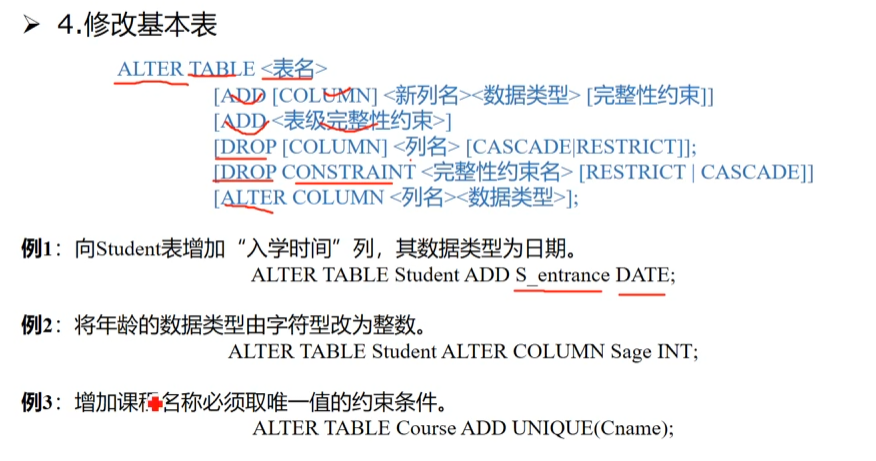 ➢ 4.修改基本表
ALTER TABLE <表名>
[ADD [COLUMN] <新列名><数据类型> [完整性约束]]
[ADD <表级完整性约束>]
[DROP [COLUMN] <列名> [CASCADE|RESTRICT]];
[DROP CONSTRAINT <完整性约束名> [RESTRICT | CASCADE]]
[ALTER COLUMN <列名><数据类型>];
例1：向Student表增加“入学时间”列，其数据类型为日期。
ALTER TABLE Student ADD S_entrance DATE;
例2：将年龄的数据类型由字符型改为整数。
ALTER TABLE Student ALTER COLUMN Sage INT;
例3：增加课程名称必须取唯一值的约束条件。
ALTER TABLE Course ADD UNIQUE(Cname);